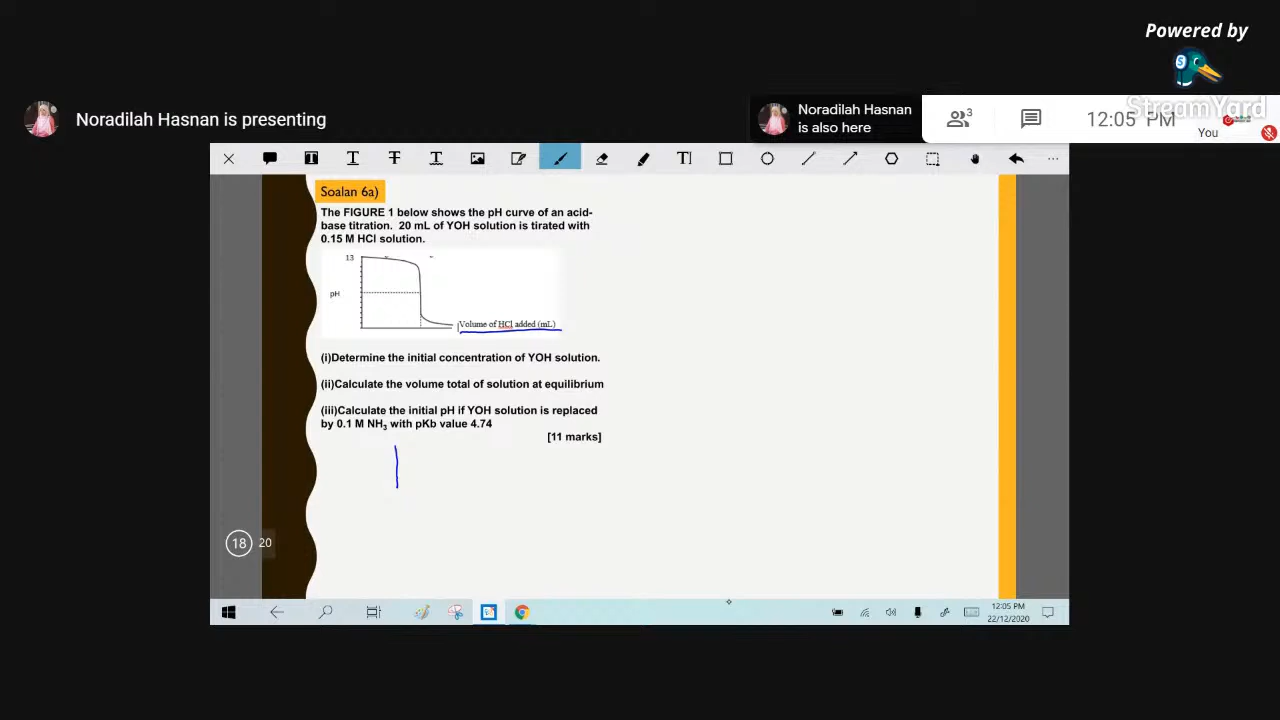 Powered by
StreamYard
Noradilah Hasnan is presenting
Noradilah Hasnan
is also here
3
12:05 PM
You
Soalan 6a)
The FIGURE 1 below shows the pH curve of an acid-
base titration. 20 mL of YOH solution is tirated with
0.15 M HCl solution.
13
pH
Volume of HCl added (mL)
(i)Determine the initial concentration of YOH solution.
(ii)Calculate the volume total of solution at equilibrium
(iii)Calculate the initial pH if YOH solution is replaced
by 0.1 M NH₃ with pKb value 4.74
[11 marks]
18 20
12:05 PM
22/12/2020